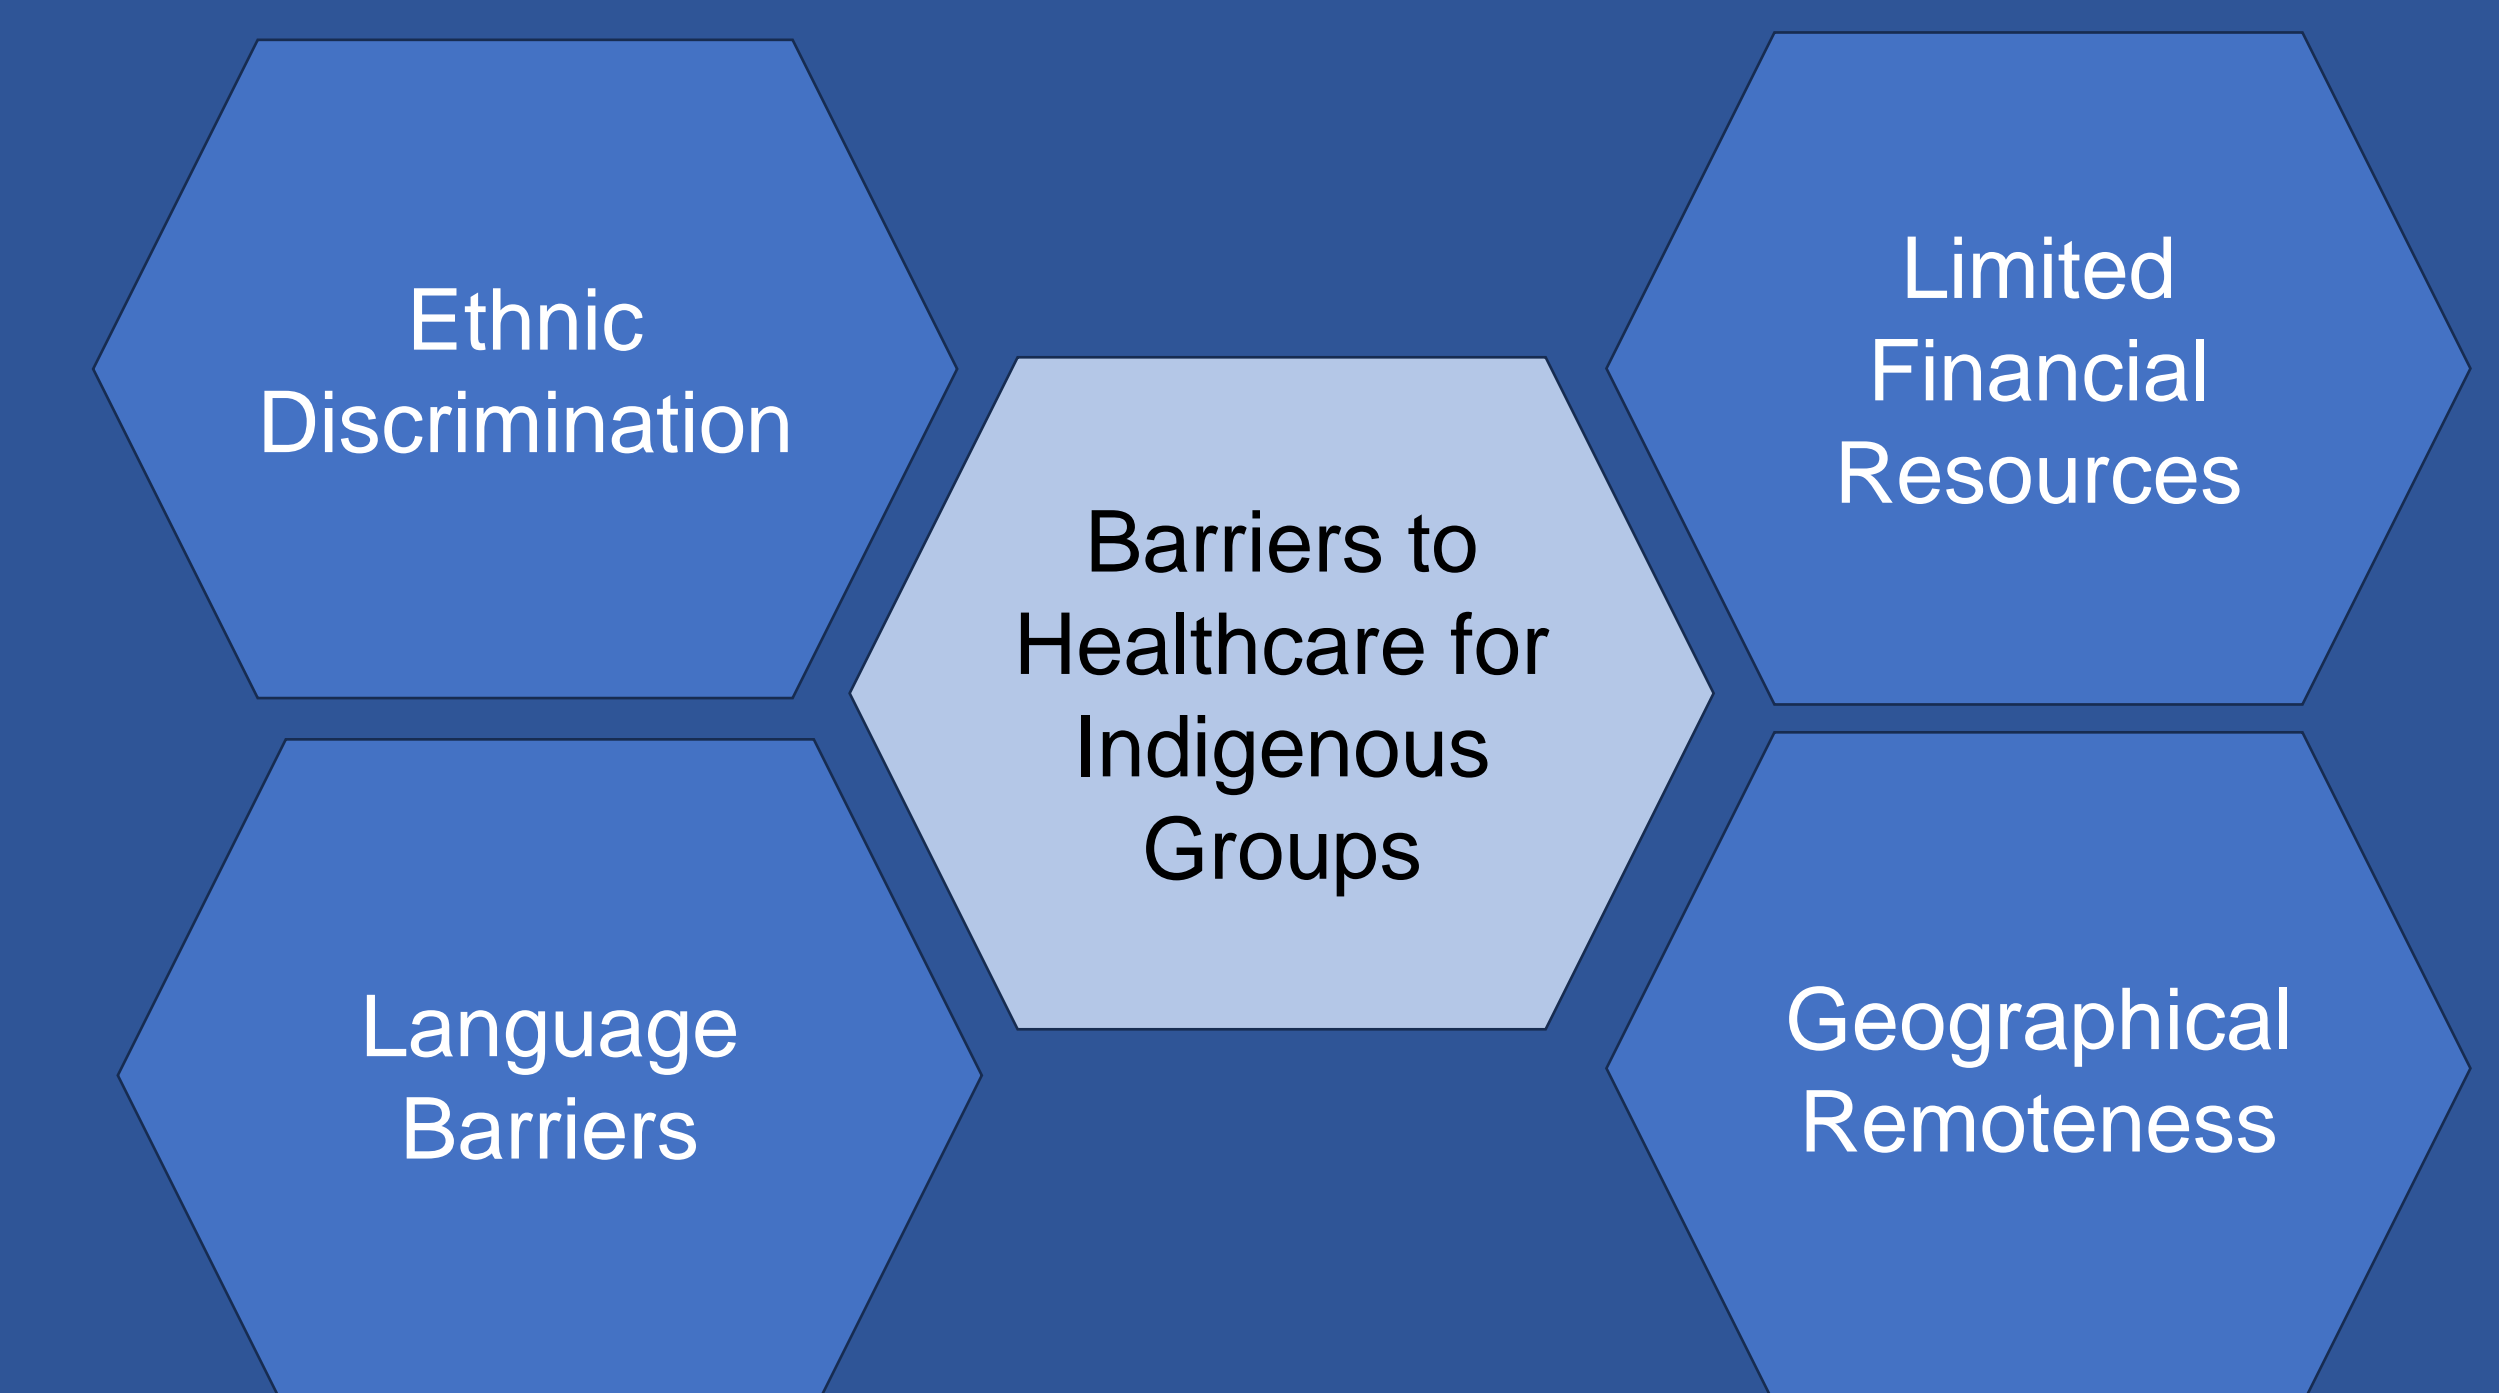 Ethnic
Discrimination
Limited
Financial
Resources
Barriers to
Healthcare for
Indigenous
Groups
Language
Barriers
Geographical
Remoteness